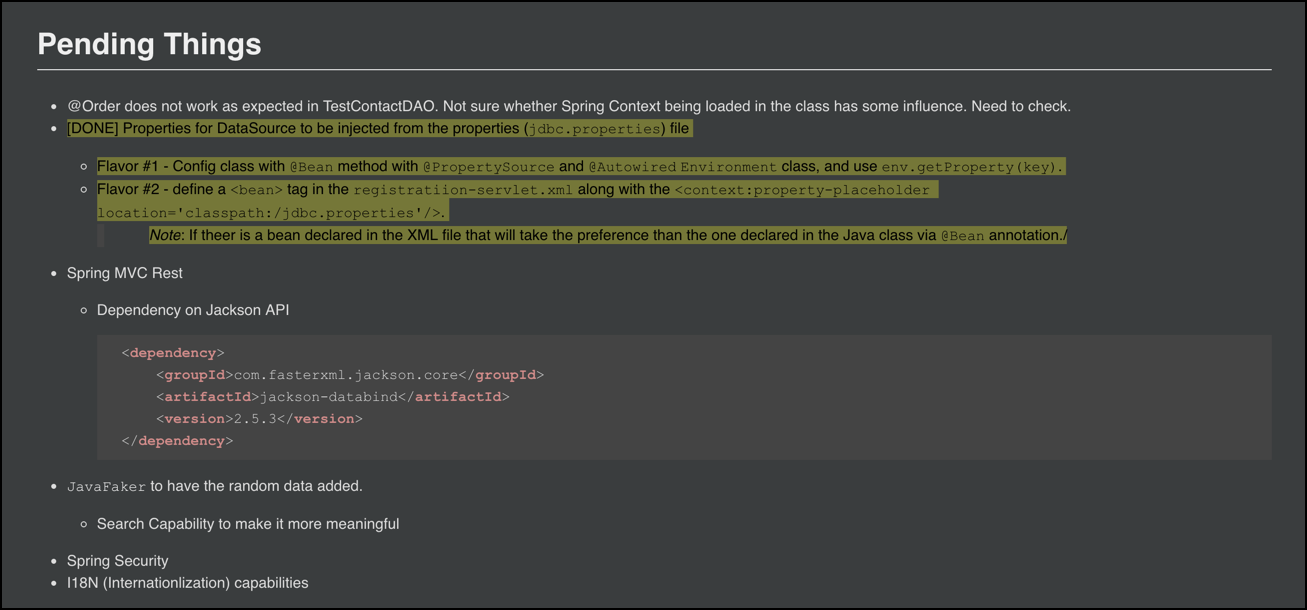 Pending Things
@Order does not work as expected in TestContactDAO. Not sure whether Spring Context being loaded in the class has some influence. Need to check.
[DONE] Properties for DataSource to be injected from the properties (jdbc.properties) file
Flavor #1 - Config class with @Bean method with @PropertySource and @Autowired Environment class, and use env.getProperty(key).
Flavor #2 - define a <bean> tag in the registratiion-servlet.xml along with the <context:property-placeholder
location='classpath:/jdbc.properties'/>.
Note: If theer is a bean declared in the XML file that will take the preference than the one declared in the Java class via @Bean annotation./
Spring MVC Rest
Dependency on Jackson API
<dependency>
<groupId>com.fasterxml.jackson.core</groupId>
<artifactId>jackson-databind</artifactId>
<version>2.5.3</version>
</dependency>
JavaFaker to have the random data added.
Search Capability to make it more meaningful
Spring Security
I18N (Internationlization) capabilities